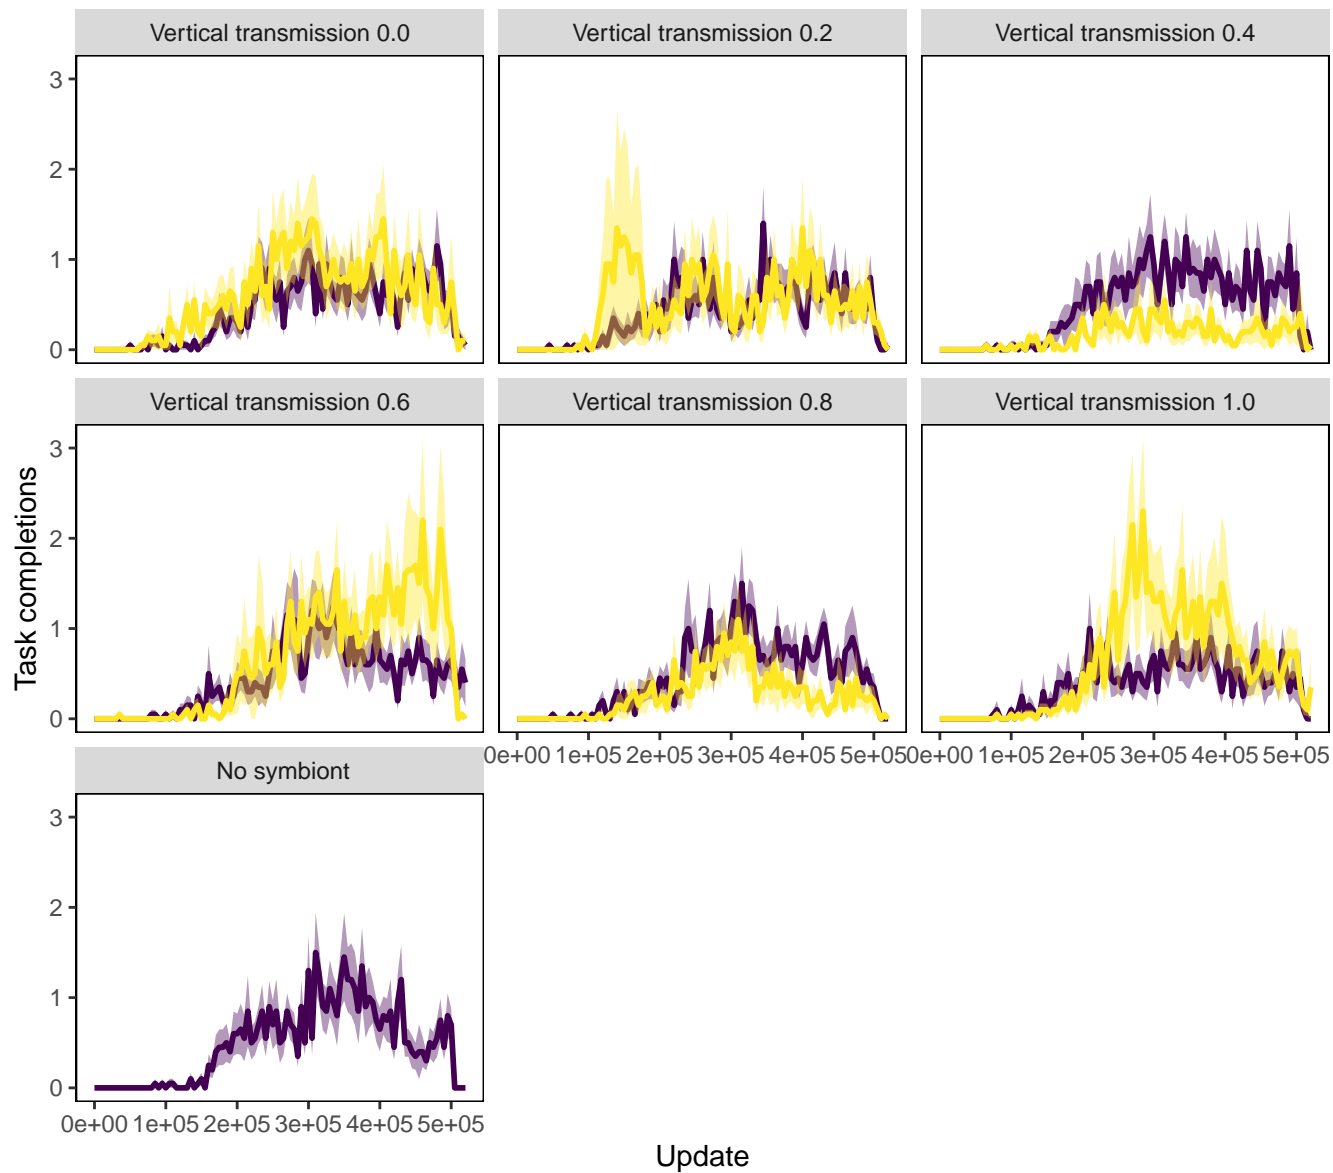 Vertical transmission 0.0
Vertical transmission 0.2
Vertical transmission 0.4
3
2
1
0
Vertical transmission 0.6
Vertical transmission 0.8
Vertical transmission 1.0
3
2
1
0
0e+00 1e+05 2e+05 3e+05 4e+05 5e+05
0e+00 1e+05 2e+05 3e+05 4e+05 5e+05
No symbiont
3
2
1
0
0e+00 1e+05 2e+05 3e+05 4e+05 5e+05
Task completions
Update